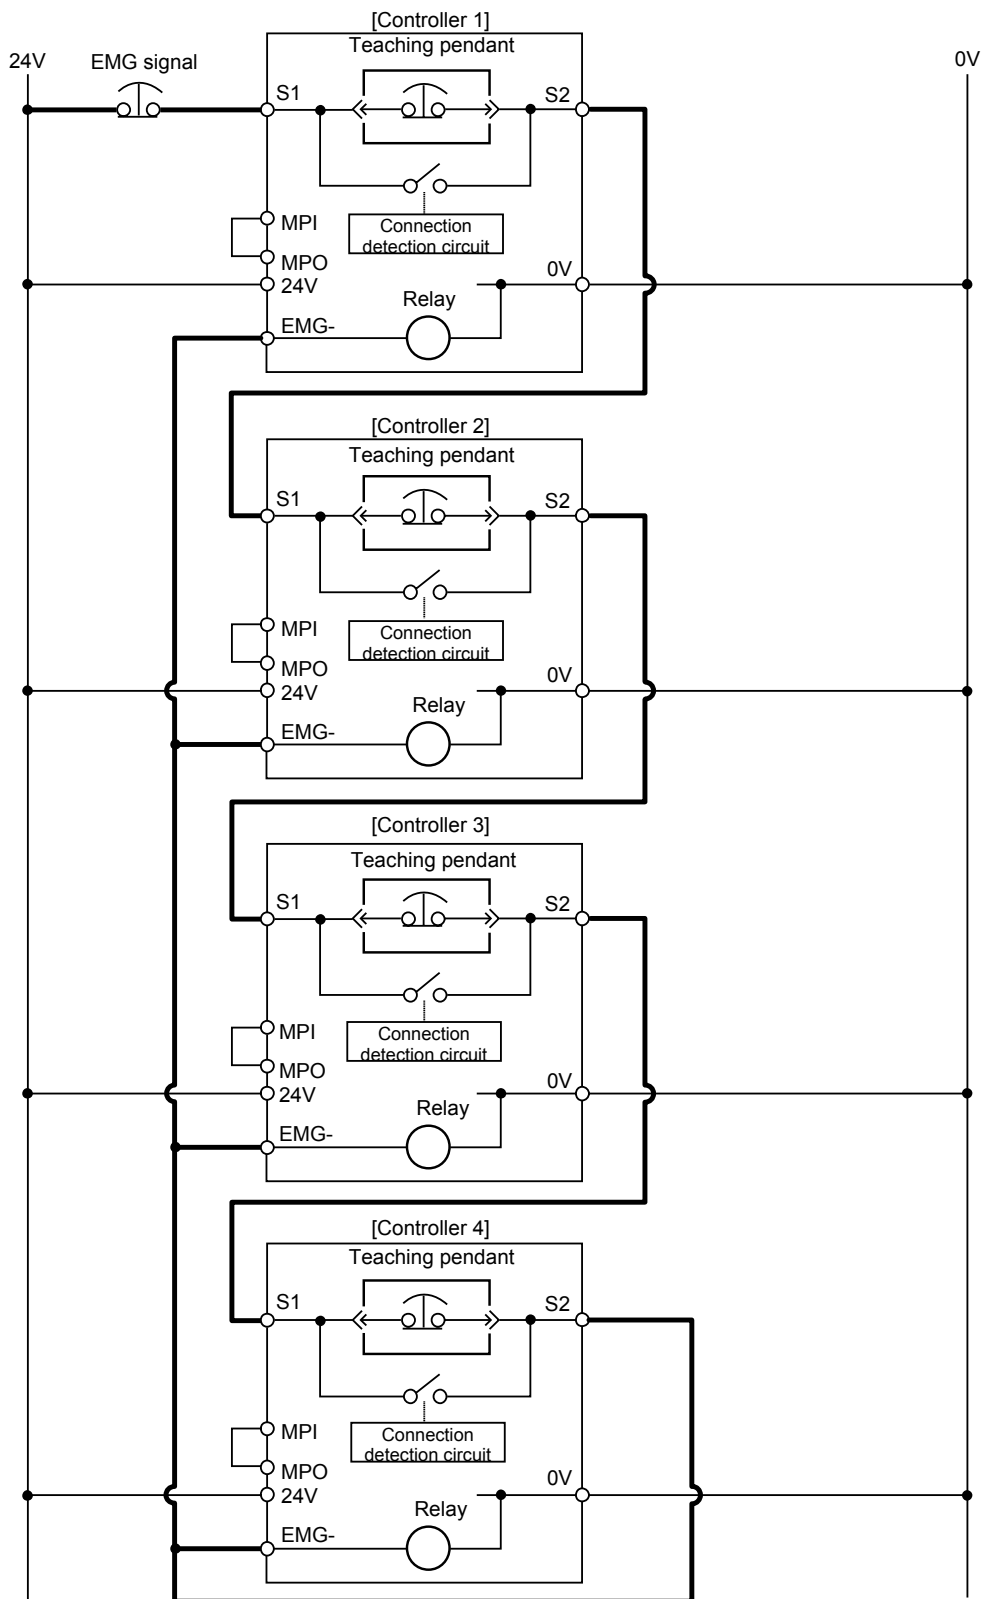 [Controller 1]
24V
EMG signal
0V
Teaching pendant
S1
S2
MPI
Connection
detection circuit
MPO
24V
0V
Relay
EMG-
[Controller 2]
Teaching pendant
S1
S2
MPI
Connection
detection circuit
MPO
24V
0V
Relay
EMG-
[Controller 3]
Teaching pendant
S1
S2
MPI
Connection
detection circuit
MPO
24V
0V
Relay
EMG-
[Controller 4]
Teaching pendant
S1
S2
MPI
Connection
detection circuit
MPO
24V
0V
Relay
EMG-